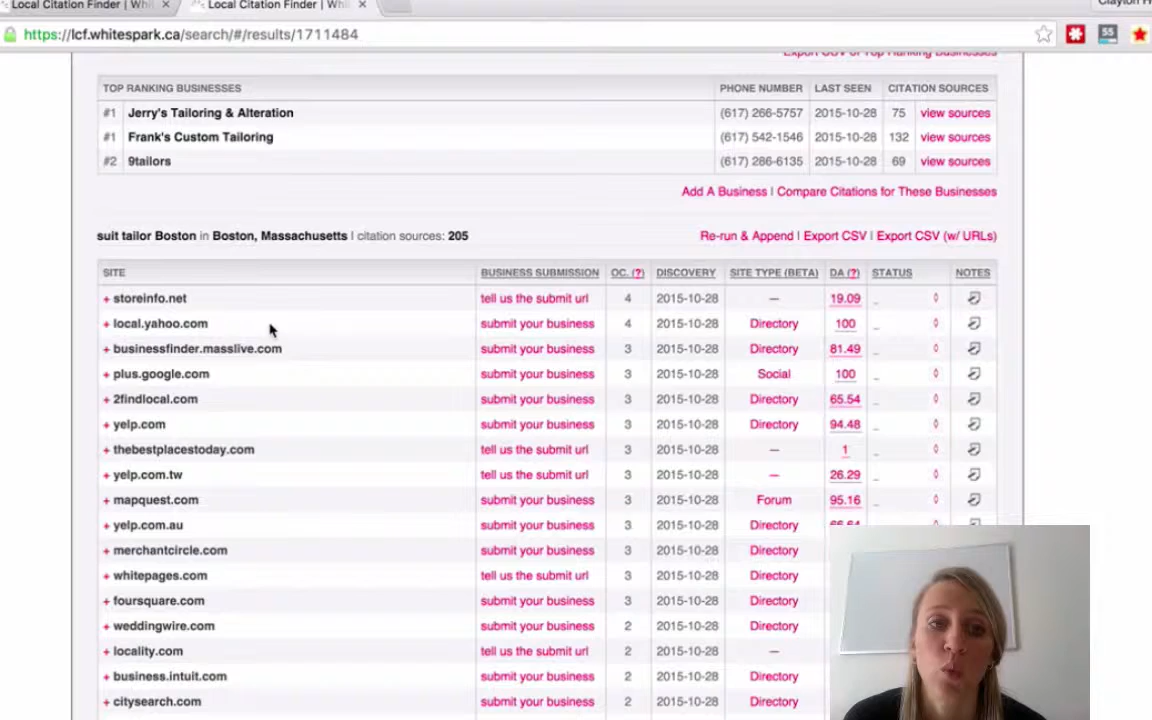 Local Citation Finder | Whi × Local Citation Finder | Whi × Clayton H
https://lcf.whitespark.ca/search/#/results/1711484 55
Export CSV of Top Ranking Businesses
TOP RANKING BUSINESSES PHONE NUMBER LAST SEEN CITATION SOURCES
#1 Jerry's Tailoring & Alteration (617) 266-5757 2015-10-28 75 view sources
#1 Frank's Custom Tailoring (617) 542-1546 2015-10-28 132 view sources
#2 9tailors (617) 286-6135 2015-10-28 69 view sources
Add A Business | Compare Citations for These Businesses
suit tailor Boston in Boston, Massachusetts | citation sources: 205 Re-run & Append | Export CSV | Export CSV (w/ URLs)
SITE BUSINESS SUBMISSION OC. (?) DISCOVERY SITE TYPE (BETA) DA (?) STATUS NOTES
+ storeinfo.net tell us the submit url 4 2015-10-28 — 19.09 _
+ local.yahoo.com submit your business 4 2015-10-28 Directory 100 _
+ businessfinder.masslive.com submit your business 3 2015-10-28 Directory 81.49 _
+ plus.google.com submit your business 3 2015-10-28 Social 100 _
+ 2findlocal.com submit your business 3 2015-10-28 Directory 65.54 _
+ yelp.com submit your business 3 2015-10-28 Directory 94.48 _
+ thebestplacestoday.com tell us the submit url 3 2015-10-28 — 1 _
+ yelp.com.tw tell us the submit url 3 2015-10-28 — 26.29 _
+ mapquest.com submit your business 3 2015-10-28 Forum 95.16 _
+ yelp.com.au submit your business 3 2015-10-28 Directory
+ merchantcircle.com submit your business 3 2015-10-28 Directory
+ whitepages.com tell us the submit url 3 2015-10-28 Directory
+ foursquare.com submit your business 3 2015-10-28 Directory
+ weddingwire.com submit your business 2 2015-10-28 Directory
+ locality.com tell us the submit url 2 2015-10-28 —
+ business.intuit.com submit your business 2 2015-10-28 Directory
+ citysearch.com submit your business 2 2015-10-28 Directory